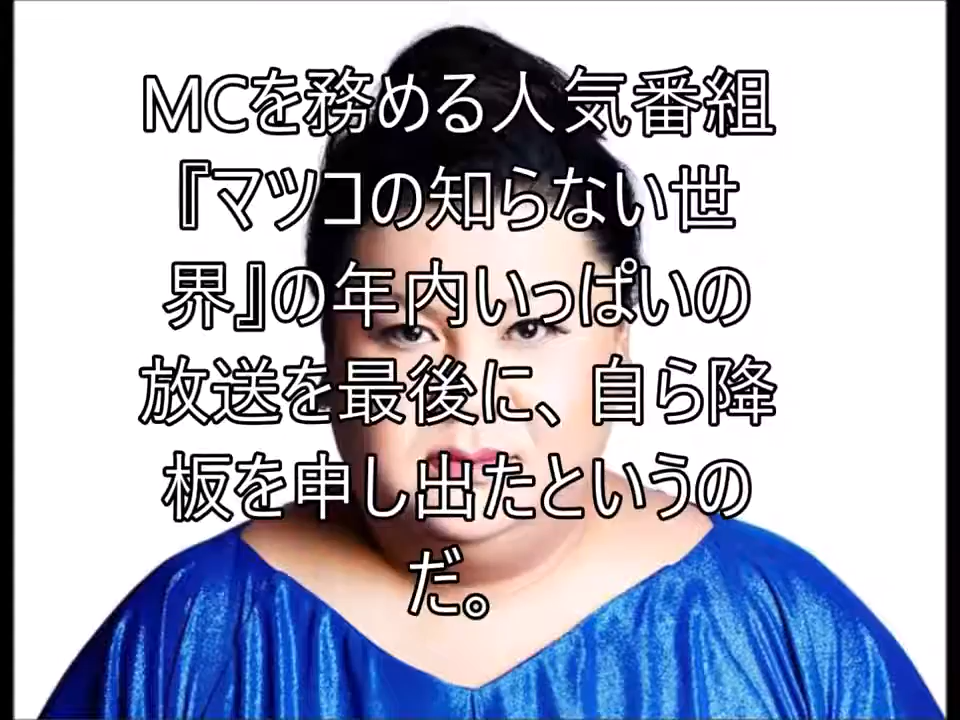 MCを務める人気番組
『マツコの知らない世
界』の年内いっぱいの
放送を最後に、自ら降
板を申し出たというの
だ。